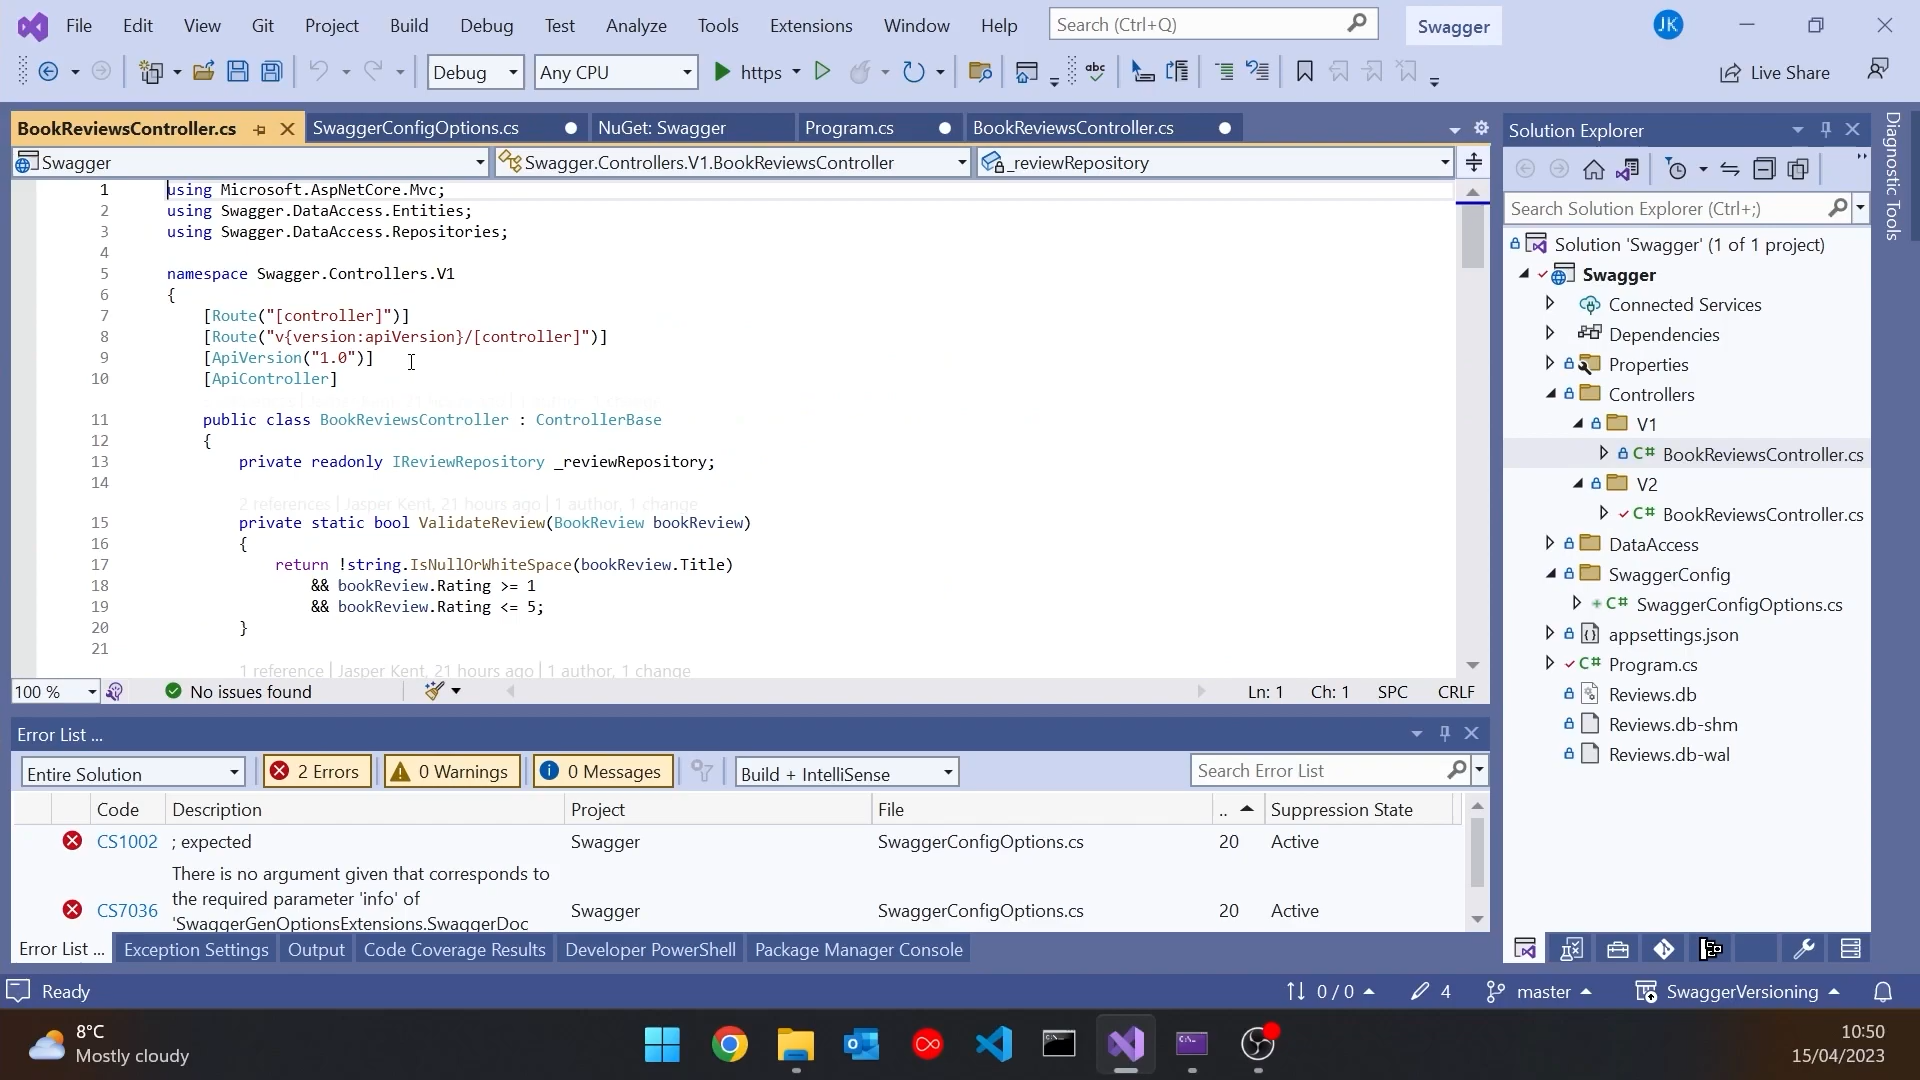 File Edit View Git Project Build Debug Test Analyze Tools Extensions Window Help Search (Ctrl+Q) Swagger JK
Debug Any CPU https abc Live Share
BookReviewsController.cs SwaggerConfigOptions.cs NuGet: Swagger Program.cs BookReviewsController.cs
Swagger Swagger.Controllers.V1.BookReviewsController _reviewRepository
1 using Microsoft.AspNetCore.Mvc;
2 using Swagger.DataAccess.Entities;
3 using Swagger.DataAccess.Repositories;
4
5 namespace Swagger.Controllers.V1
6 {
7 [Route("[controller]")]
8 [Route("v{version:apiVersion}/[controller]")]
9 [ApiVersion("1.0")]
10 [ApiController]
11 public class BookReviewsController : ControllerBase
12 {
13 private readonly IReviewRepository _reviewRepository;
14
2 references | Jasper Kent, 21 hours ago | 1 author, 1 change
15 private static bool ValidateReview(BookReview bookReview)
16 {
17 return !string.IsNullOrWhiteSpace(bookReview.Title)
18 && bookReview.Rating >= 1
19 && bookReview.Rating <= 5;
20 }
21
1 reference | Jasper Kent, 21 hours ago | 1 author, 1 change
100 % No issues found Ln: 1 Ch: 1 SPC CRLF
Error List ...
Entire Solution 2 Errors 0 Warnings 0 Messages Build + IntelliSense Search Error List
Code Description Project File .. Suppression State
CS1002 ; expected Swagger SwaggerConfigOptions.cs 20 Active
There is no argument given that corresponds to
the required parameter 'info' of
CS7036 Swagger SwaggerConfigOptions.cs 20 Active
'SwaggerGenOptionsExtensions.SwaggerDoc
Error List ... Exception Settings Output Code Coverage Results Developer PowerShell Package Manager Console
Solution Explorer
Search Solution Explorer (Ctrl+;)
Solution 'Swagger' (1 of 1 project)
Swagger
Connected Services
Dependencies
Properties
Controllers
V1
C# BookReviewsController.cs
V2
C# BookReviewsController.cs
DataAccess
SwaggerConfig
C# SwaggerConfigOptions.cs
appsettings.json
C# Program.cs
Reviews.db
Reviews.db-shm
Reviews.db-wal
Diagnostic Tools
Ready 0 / 0 4 master SwaggerVersioning
8°C
Mostly cloudy
10:50
15/04/2023